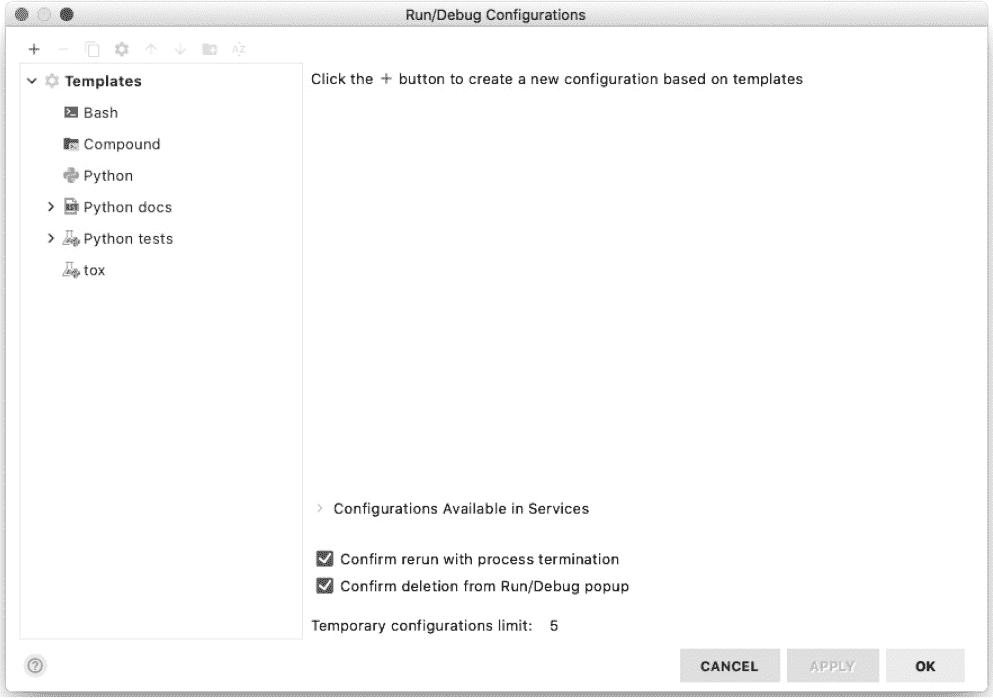 Run/Debug Configurations
Templates
Click the + button to create a new configuration based on templates
Bash
Compound
Python
Python docs
Python tests
tox
Configurations Available in Services
Confirm rerun with process termination
Confirm deletion from Run/Debug popup
Temporary configurations limit: 5
? CANCEL APPLY OK